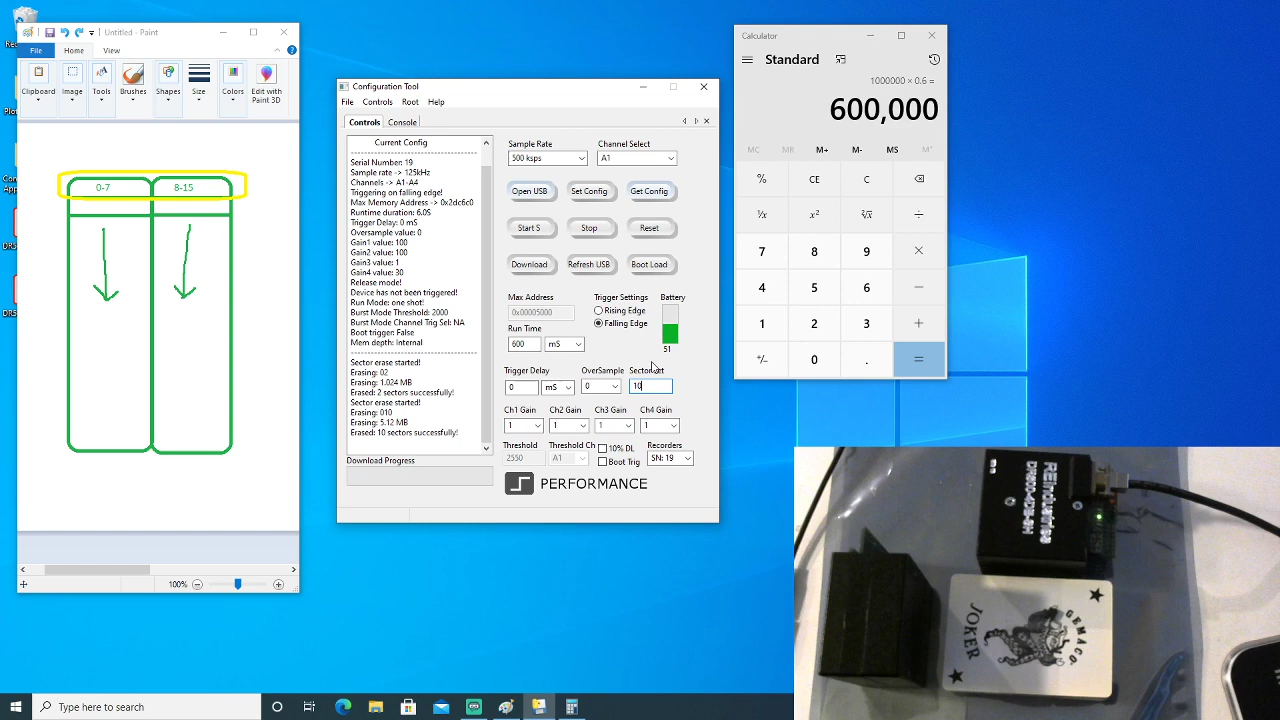 Untitled - Paint
File
Home
View
Clipboard
Image
Tools
Brushes
Shapes
Size
Colors
Edit with
Paint 3D
0-7
8-15
100%
Configuration Tool
File Controls Root Help
Controls Console
Current Config
Serial Number: 19
Sample rate -> 125kHz
Channels -> A1-A4
Triggering on falling edge!
Max Memory Address -> 0x2dc6c0
Runtime duration: 6.0S
Trigger Delay: 0 mS
Oversample value: 0
Gain1 value: 100
Gain2 value: 100
Gain3 value: 1
Gain4 value: 30
Release mode!
Device has not been triggered!
Run Mode: one shot!
Burst Mode Threshold: 2000
Burst Mode Channel Trig Sel: NA
Boot trigger: False
Mem depth: Internal
Sector erase started!
Erasing: 02
Erasing: 1.024 MB
Erased: 2 sectors successfully!
Sector erase started!
Erasing: 010
Erasing: 5.12 MB
Erased: 10 sectors successfully!
Download Progress
Sample Rate
Channel Select
500 ksps
A1
Open USB
Set Config
Get Config
Start S
Stop
Reset
Download
Refresh USB
Boot Load
Max Address
0x00005000
Run Time
600
mS
Trigger Settings
Rising Edge
Falling Edge
Battery
51
Trigger Delay
0
mS
OverSample
0
10
Ch1 Gain
Ch2 Gain
Ch3 Gain
Ch4 Gain
1
1
1
1
Threshold
2550
Threshold Ch
A1
10% DL
Boot Trig
Recorders
SN: 19
PERFORMANCE
Calculator
Standard
1000000 × 0.6 =
600,000
MC MR M+ M- MS M˅
% CE C
¹/x x² ²√x ÷
7 8 9 ×
4 5 6 −
1 2 3 +
+/- 0 . =
REindustries
JOKER
GEMACO
Type here to search